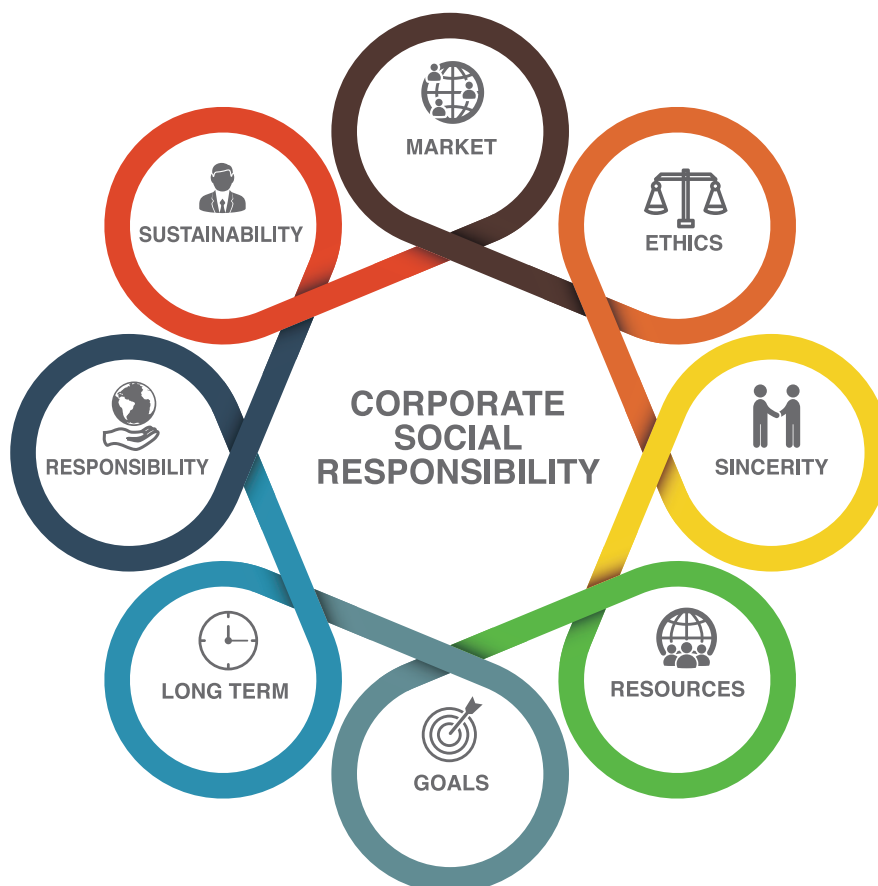 MARKET
ETHICS
SINCERITY
RESOURCES
GOALS
LONG TERM
RESPONSIBILITY
SUSTAINABILITY
CORPORATE
SOCIAL
RESPONSIBILITY